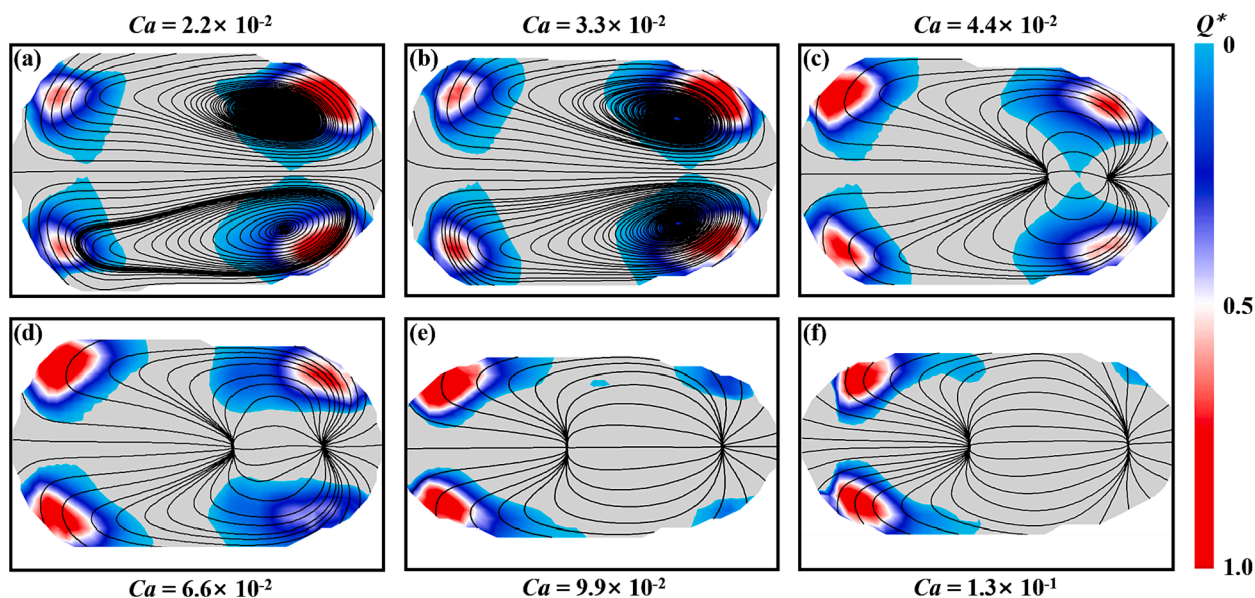 Ca = 2.2× 10⁻²
Ca = 3.3× 10⁻²
Ca = 4.4× 10⁻²
Q*
(a)
(b)
(c)
0
0.5
(d)
(e)
(f)
1.0
Ca = 6.6× 10⁻²
Ca = 9.9× 10⁻²
Ca = 1.3× 10⁻¹